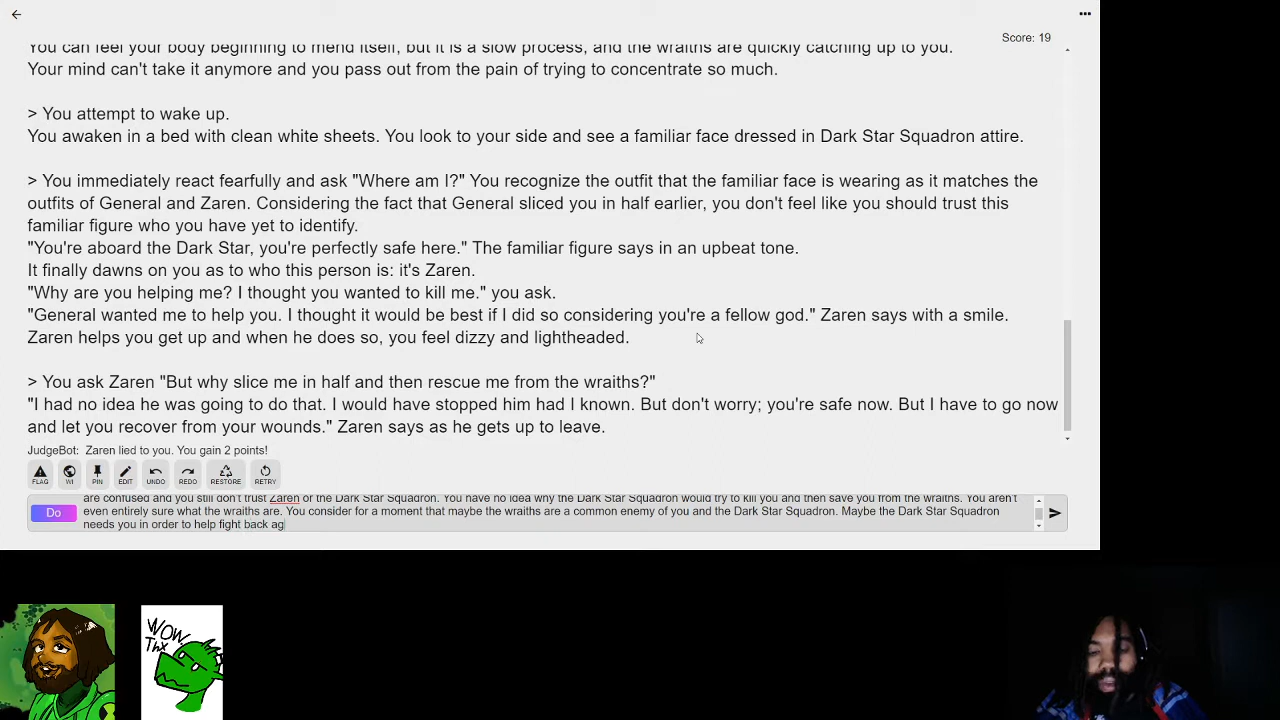 Score: 19
You can feel your body beginning to mend itself, but it is a slow process, and the wraiths are quickly catching up to you.
Your mind can't take it anymore and you pass out from the pain of trying to concentrate so much.
> You attempt to wake up.
You awaken in a bed with clean white sheets. You look to your side and see a familiar face dressed in Dark Star Squadron attire.
> You immediately react fearfully and ask "Where am I?" You recognize the outfit that the familiar face is wearing as it matches the
outfits of General and Zaren. Considering the fact that General sliced you in half earlier, you don't feel like you should trust this
familiar figure who you have yet to identify.
"You're aboard the Dark Star, you're perfectly safe here." The familiar figure says in an upbeat tone.
It finally dawns on you as to who this person is: it's Zaren.
"Why are you helping me? I thought you wanted to kill me." you ask.
"General wanted me to help you. I thought it would be best if I did so considering you're a fellow god." Zaren says with a smile.
Zaren helps you get up and when he does so, you feel dizzy and lightheaded.
> You ask Zaren "But why slice me in half and then rescue me from the wraiths?"
"I had no idea he was going to do that. I would have stopped him had I known. But don't worry; you're safe now. But I have to go now
and let you recover from your wounds." Zaren says as he gets up to leave.
JudgeBot: Zaren lied to you. You gain 2 points!
FLAG WI PIN EDIT UNDO REDO RESTORE RETRY
are confused and you still don't trust Zaren or the Dark Star Squadron. You have no idea why the Dark Star Squadron would try to kill you and then save you from the wraiths. You aren't
Do even entirely sure what the wraiths are. You consider for a moment that maybe the wraiths are a common enemy of you and the Dark Star Squadron. Maybe the Dark Star Squadron
needs you in order to help fight back ag
WOW
Thx